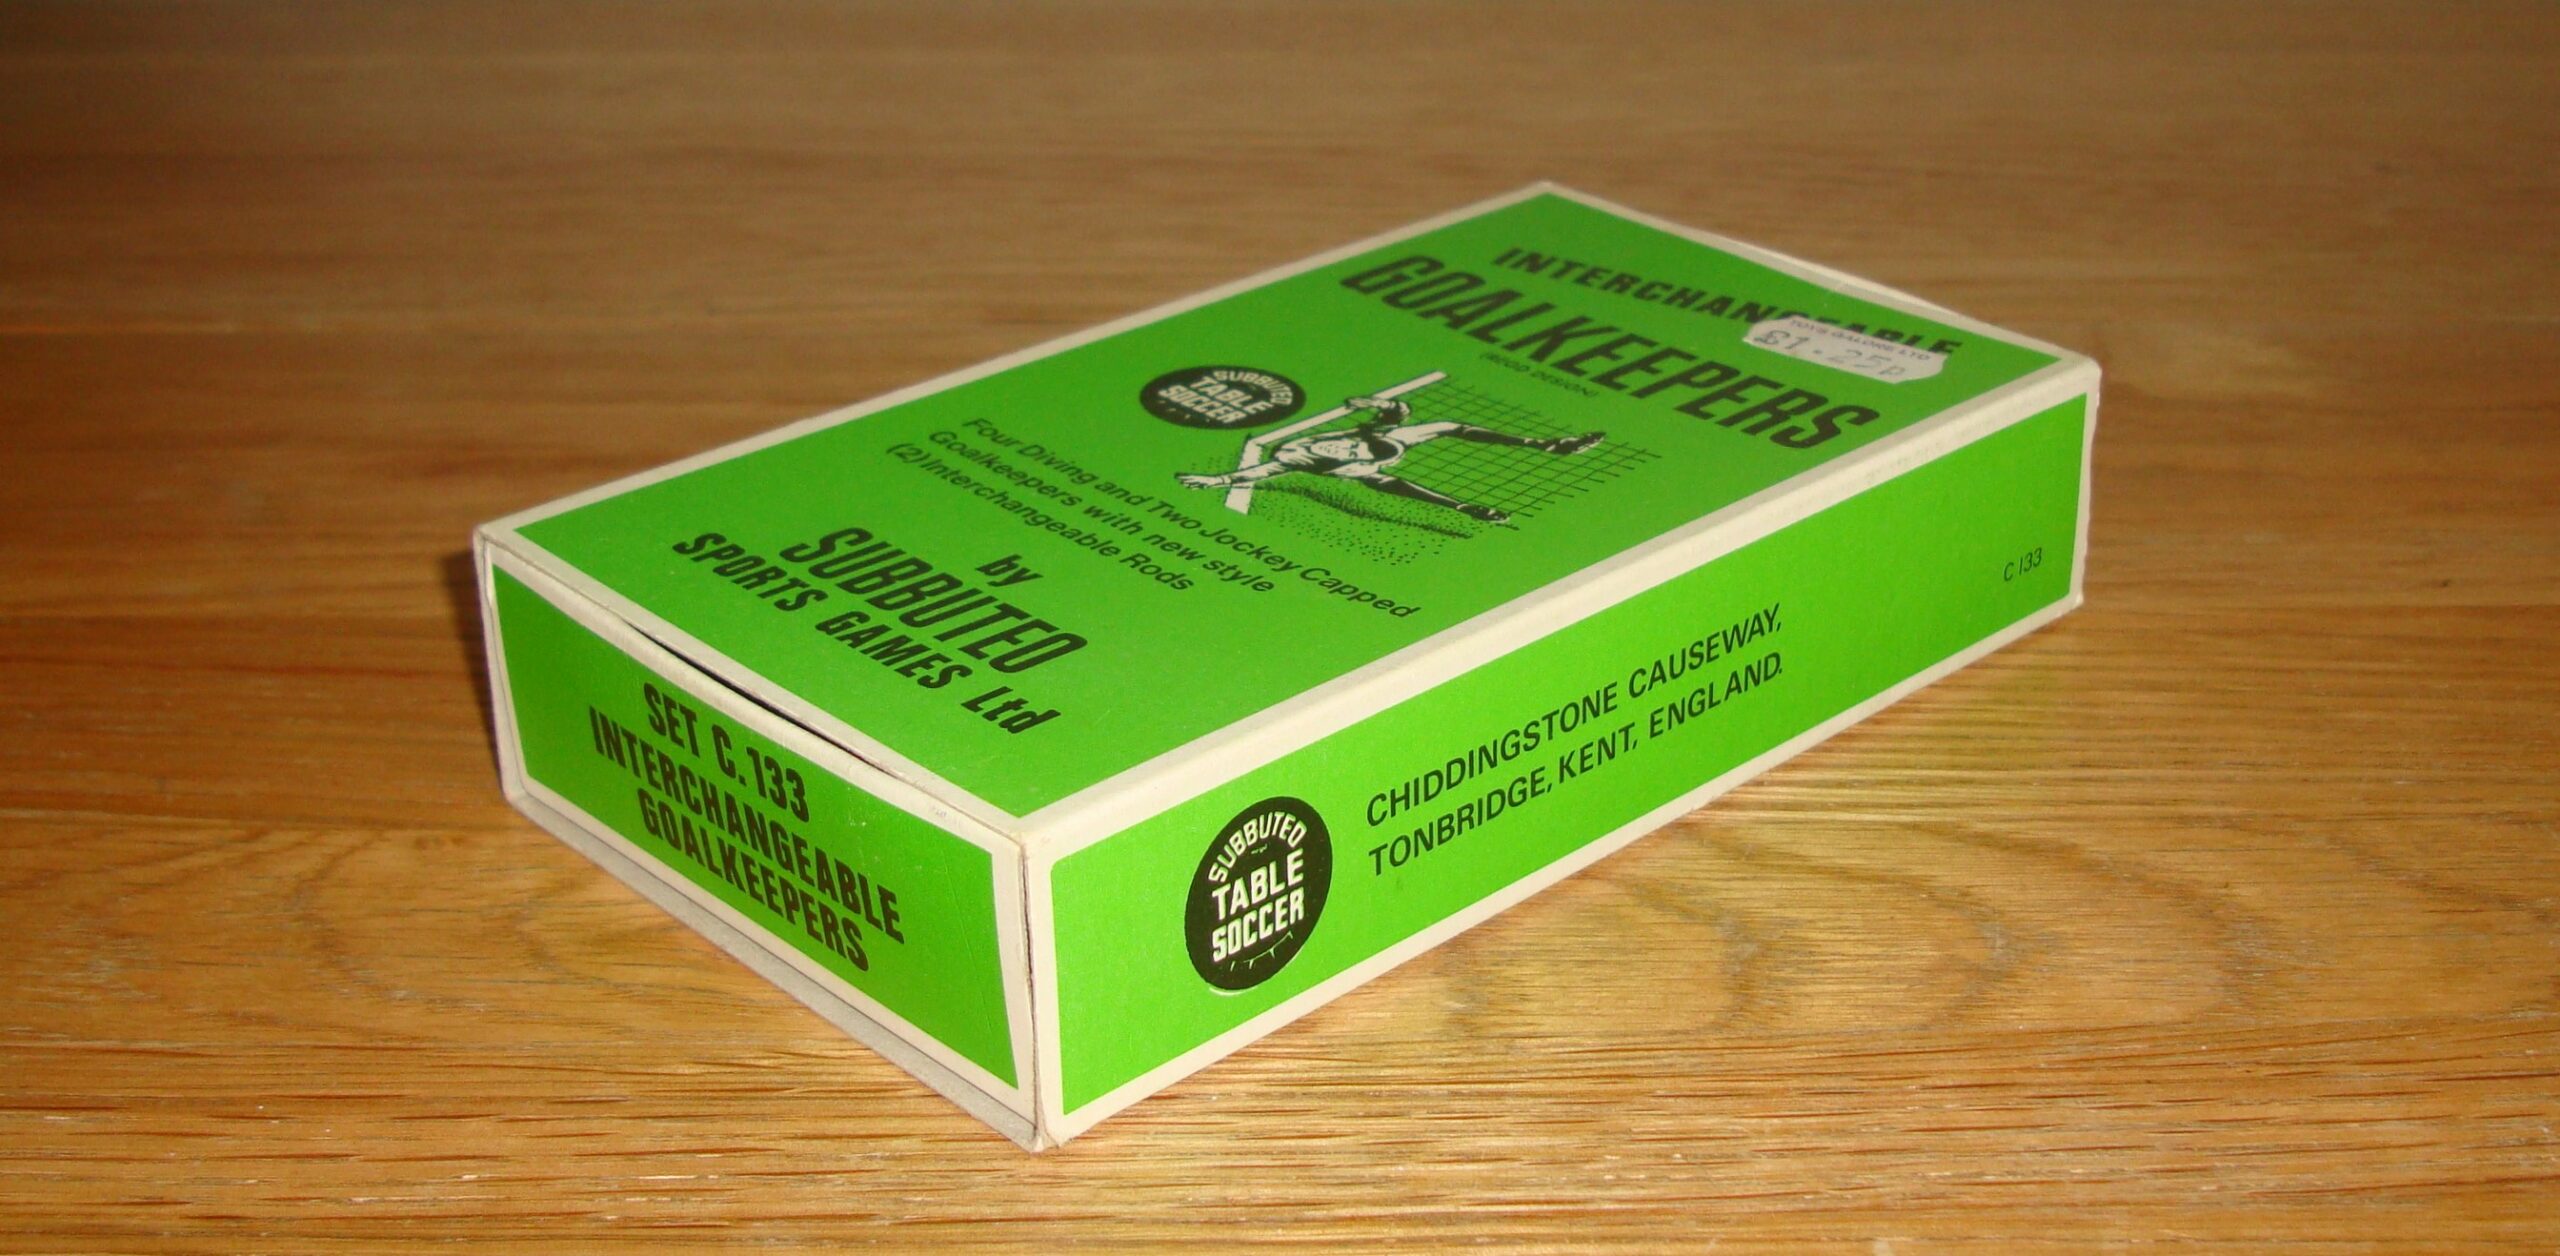 INTERCHANGEABLE
GOALKEEPERS
(REGD DESIGN)
TOYS GALORE LTD
£1.25p
SUBBUTEO
TABLE
SOCCER
Four Diving and Two Jockey Capped
Goalkeepers with new style
(2) Interchangeable Rods
by
SUBBUTEO
SPORTS GAMES Ltd
SET C.133
INTERCHANGEABLE
GOALKEEPERS
SUBBUTEO
TABLE
SOCCER
CHIDDINGSTONE CAUSEWAY,
TONBRIDGE, KENT, ENGLAND.
C 133